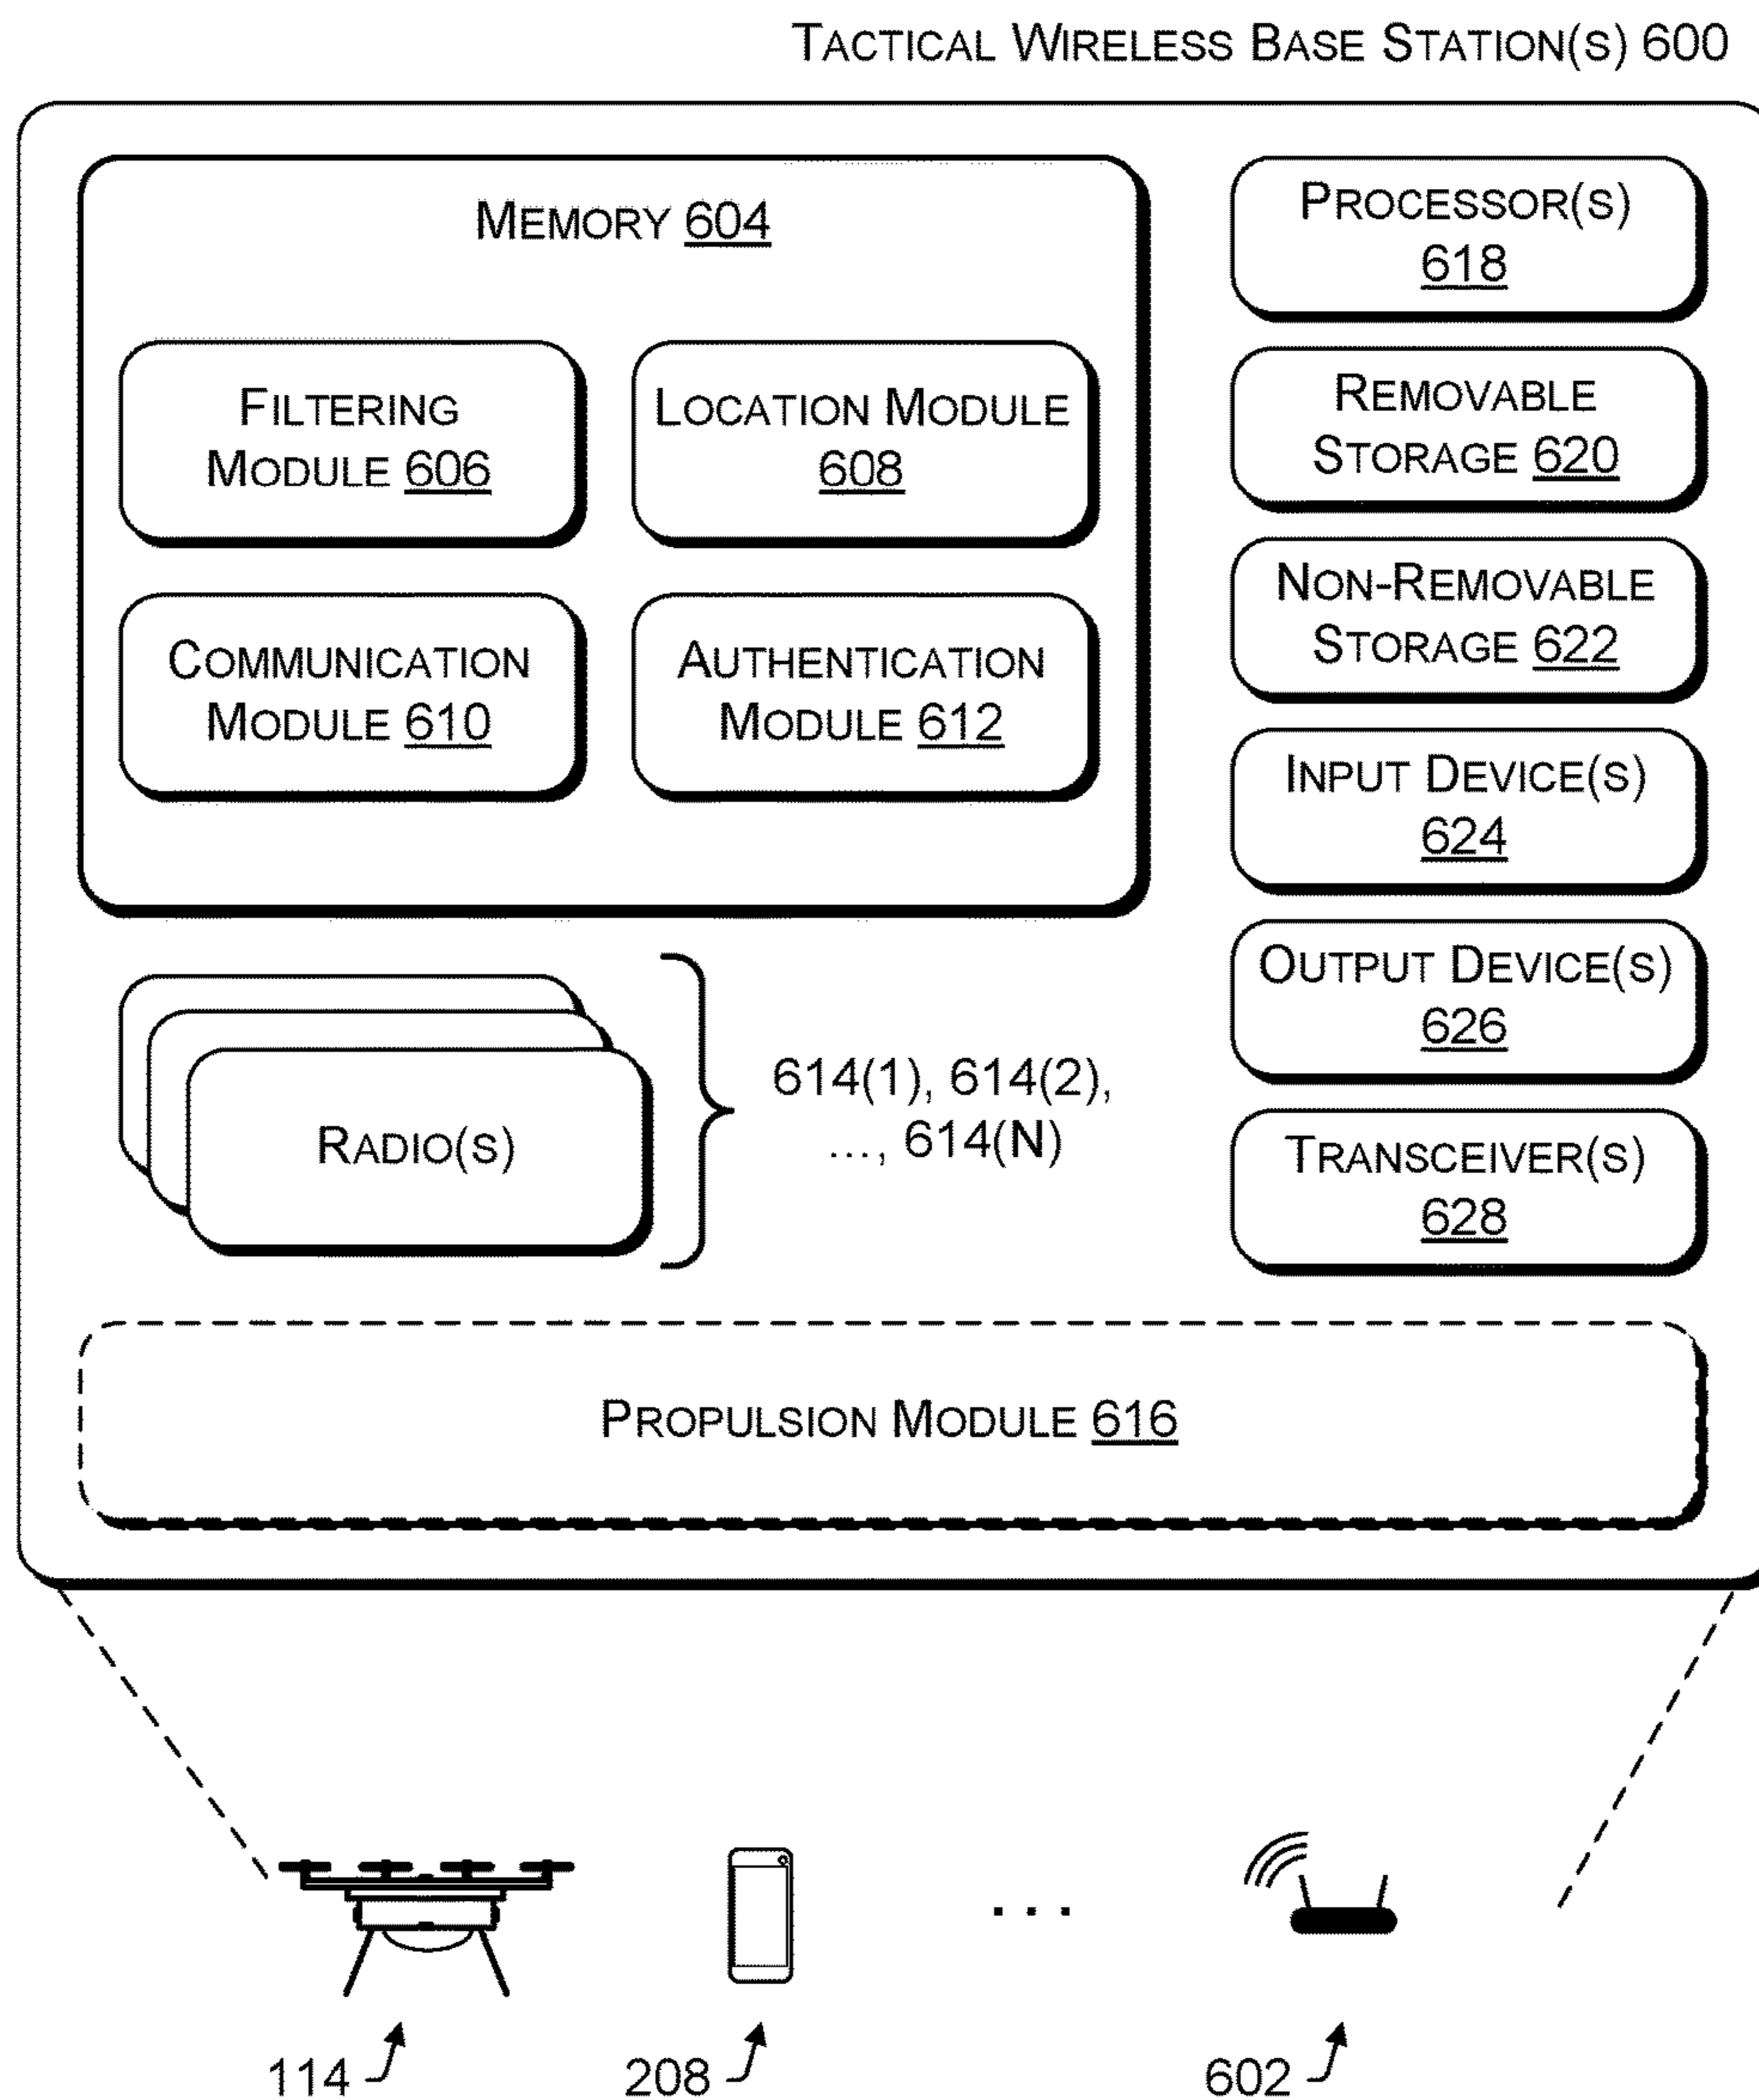 TACTICAL WIRELESS BASE STATION(S) 600
MEMORY 604
FILTERING
MODULE 606
LOCATION MODULE
608
COMMUNICATION
MODULE 610
AUTHENTICATION
MODULE 612
RADIO(S)
614(1), 614(2),
..., 614(N)
PROCESSOR(S)
618
REMOVABLE
STORAGE 620
NON-REMOVABLE
STORAGE 622
INPUT DEVICE(S)
624
OUTPUT DEVICE(S)
626
TRANSCEIVER(S)
628
PROPULSION MODULE 616
...
114
208
602